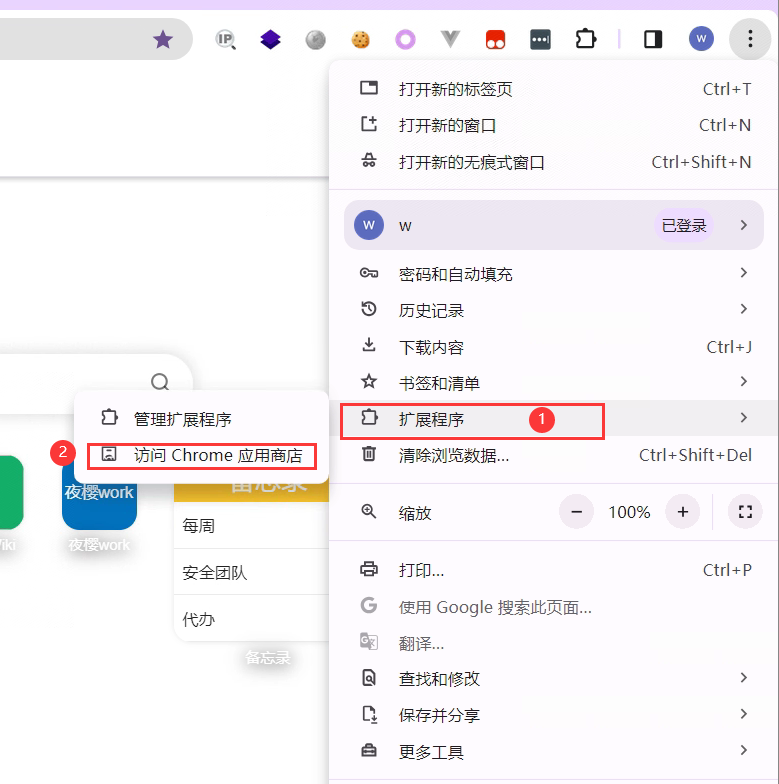 IP
W
打开新的标签页 Ctrl+T
打开新的窗口 Ctrl+N
打开新的无痕式窗口 Ctrl+Shift+N
W w 已登录
密码和自动填充
历史记录
下载内容 Ctrl+J
书签和清单
扩展程序 1
清除浏览数据... Ctrl+Shift+Del
缩放 − 100% +
打印... Ctrl+P
G 使用 Google 搜索此页面...
翻译...
查找和修改
保存并分享
更多工具
管理扩展程序
2 访问 Chrome 应用商店
夜樱work
夜樱work
备忘录
每周
安全团队
代办
备忘录